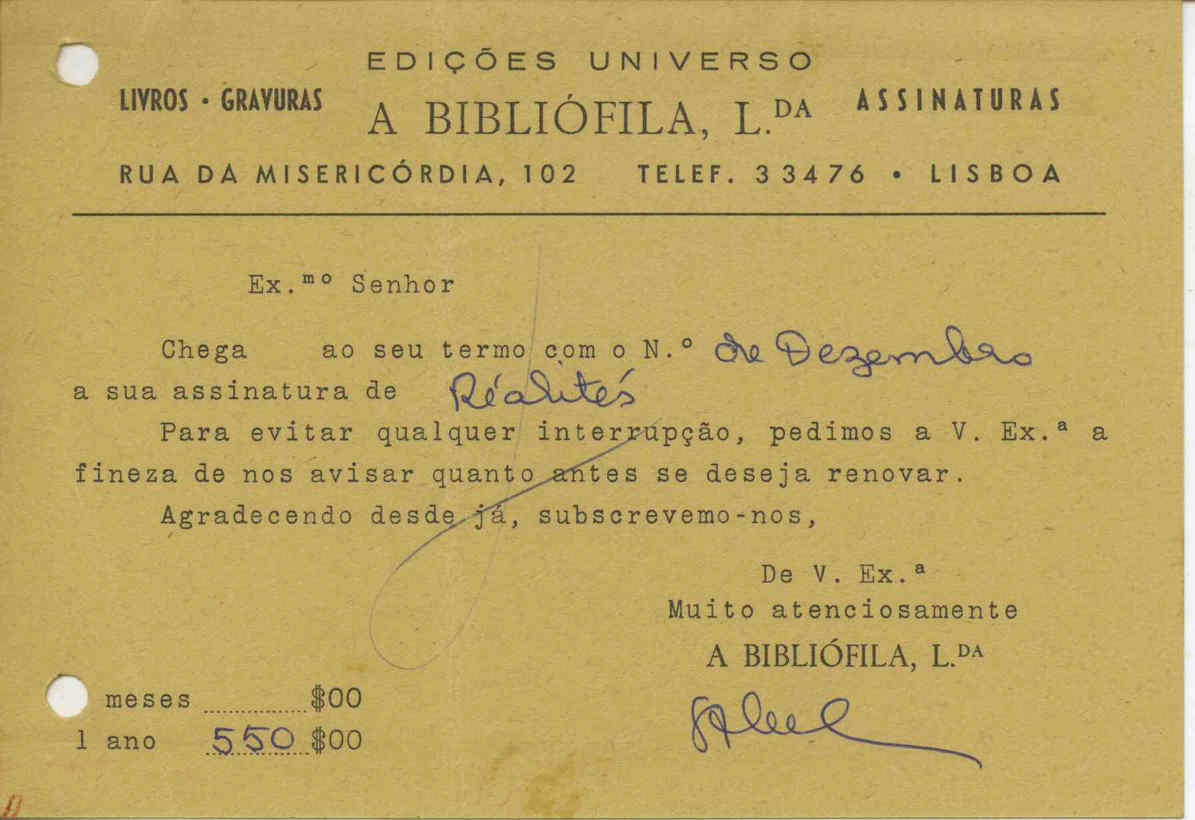 EDIÇÕES UNIVERSO
LIVROS · GRAVURAS A BIBLIÓFILA, L.DA ASSINATURAS
RUA DA MISERICÓRDIA, 102 TELEF. 33476 • LISBOA
Ex.mo Senhor
Chega ao seu termo com o N.º de Dezembro
a sua assinatura de Réalités
Para evitar qualquer interrupção, pedimos a V. Ex.ª a
fineza de nos avisar quanto antes se deseja renovar.
Agradecendo desde já, subscrevemo-nos,
De V. Ex.ª
Muito atenciosamente
A BIBLIÓFILA, L.DA
meses ..........$00
1 ano 550 $00